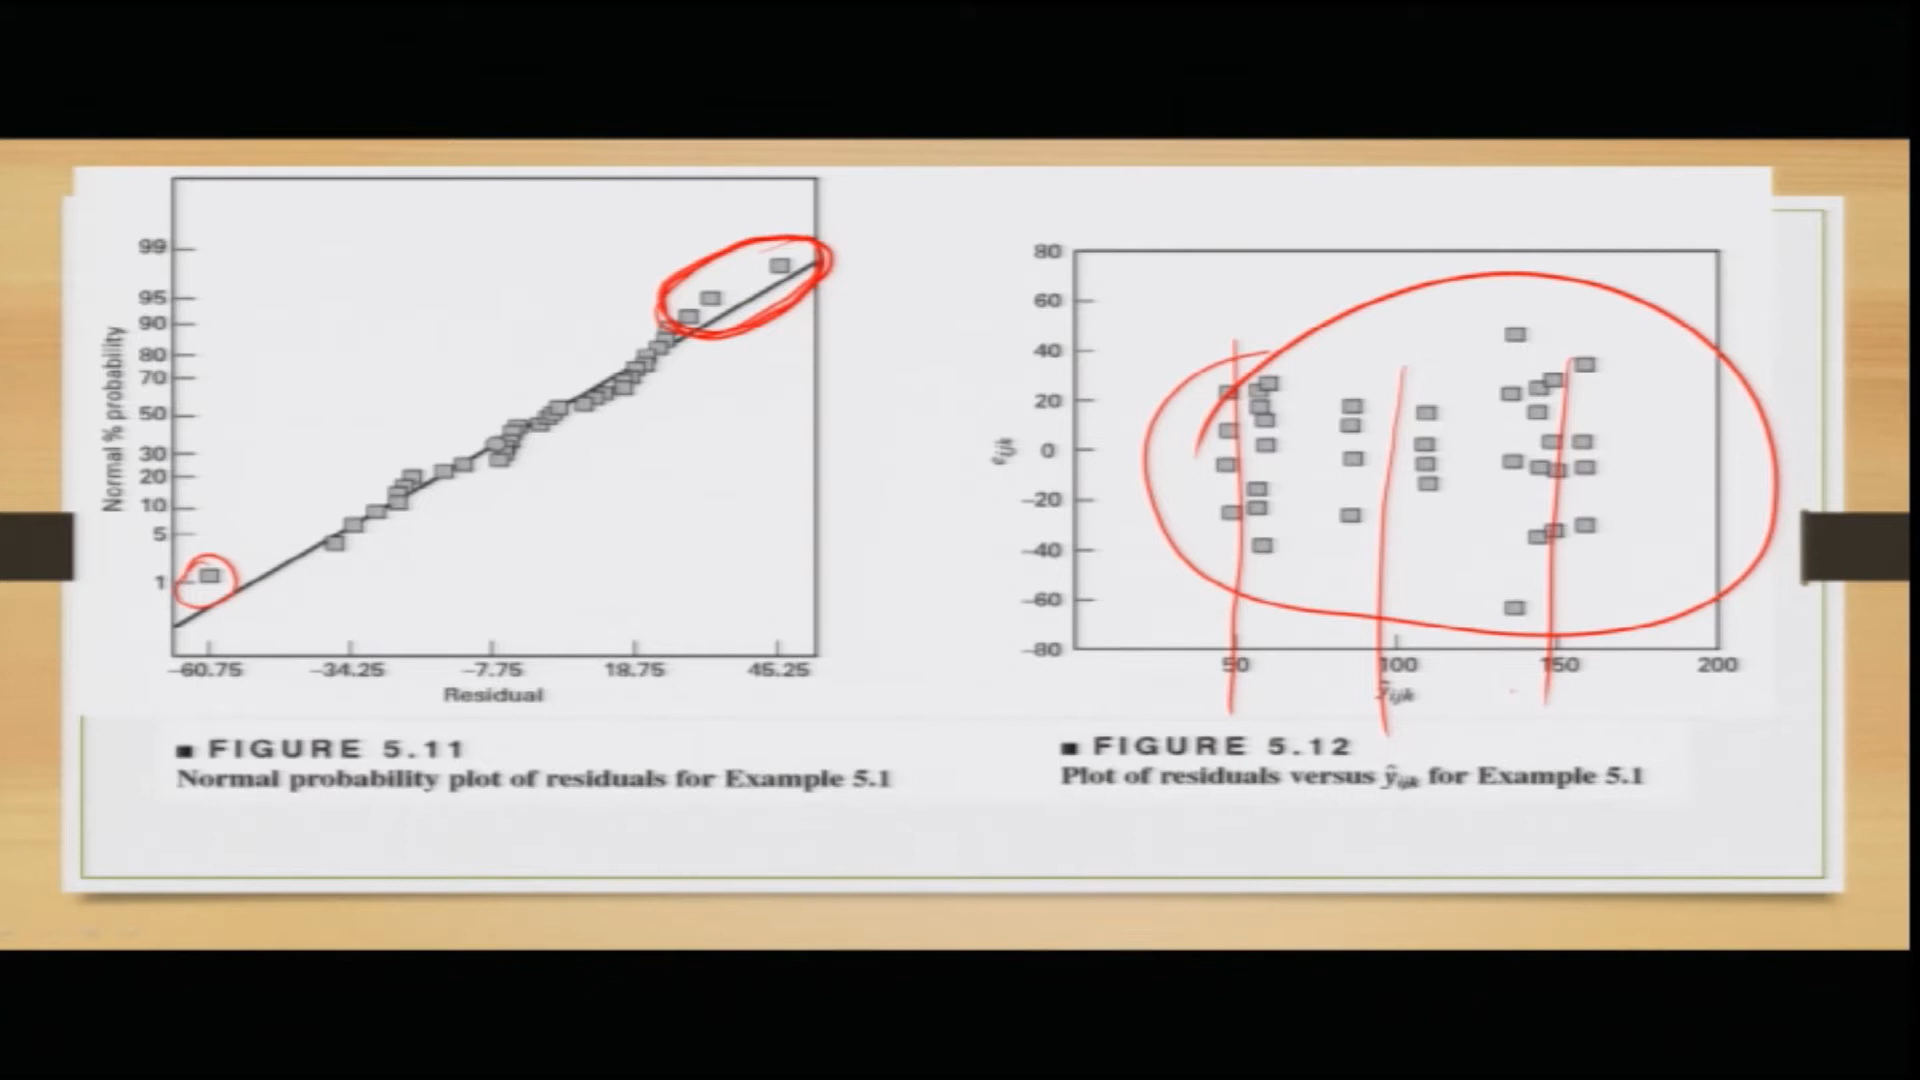 99
95
90
80
70
50
30
20
10
5
1
Normal % probability
−60.75 −34.25 −7.75 18.75 45.25
Residual
■ FIGURE 5.11
Normal probability plot of residuals for Example 5.1
80
60
40
20
0
−20
−40
−60
−80
eijk
50 100 150 200
ŷijk
■ FIGURE 5.12
Plot of residuals versus ŷijk for Example 5.1